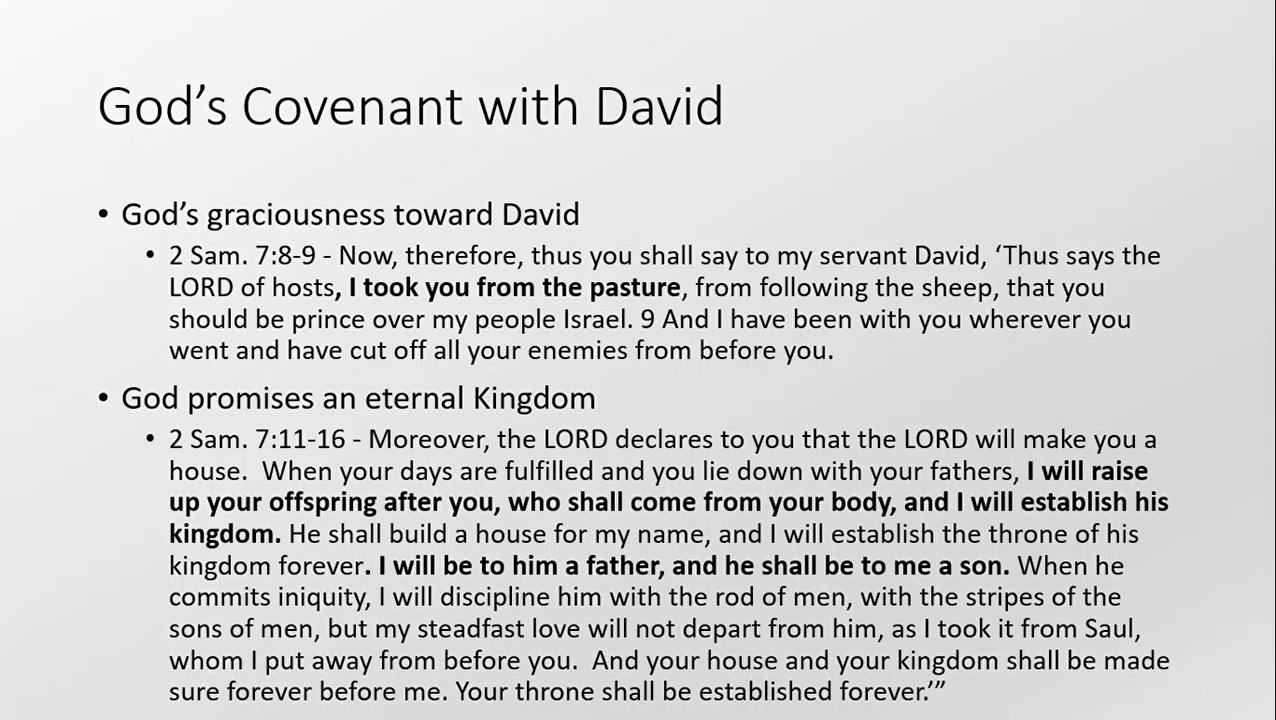 God’s Covenant with David
• God’s graciousness toward David
• 2 Sam. 7:8-9 - Now, therefore, thus you shall say to my servant David, ‘Thus says the
LORD of hosts, I took you from the pasture, from following the sheep, that you
should be prince over my people Israel. 9 And I have been with you wherever you
went and have cut off all your enemies from before you.
• God promises an eternal Kingdom
• 2 Sam. 7:11-16 - Moreover, the LORD declares to you that the LORD will make you a
house.  When your days are fulfilled and you lie down with your fathers, I will raise
up your offspring after you, who shall come from your body, and I will establish his
kingdom. He shall build a house for my name, and I will establish the throne of his
kingdom forever. I will be to him a father, and he shall be to me a son. When he
commits iniquity, I will discipline him with the rod of men, with the stripes of the
sons of men, but my steadfast love will not depart from him, as I took it from Saul,
whom I put away from before you.  And your house and your kingdom shall be made
sure forever before me. Your throne shall be established forever.’”